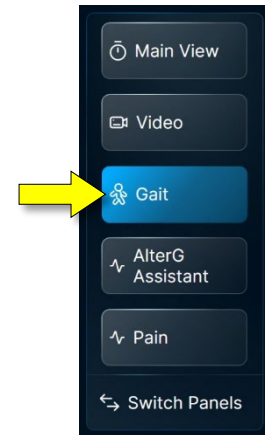 Main View
Video
Gait
AlterG
Assistant
Pain
Switch Panels